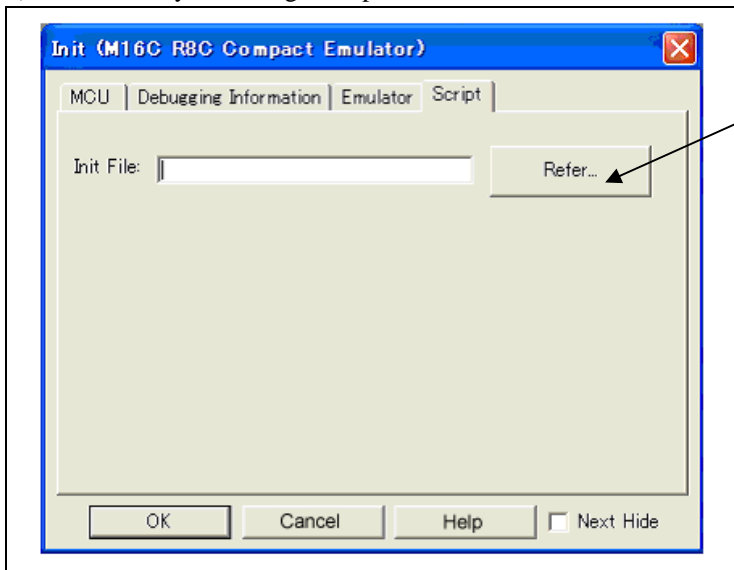 Init (M16C R8C Compact Emulator)
MCU Debugging Information Emulator Script
Init File: Refer...
OK Cancel Help Next Hide